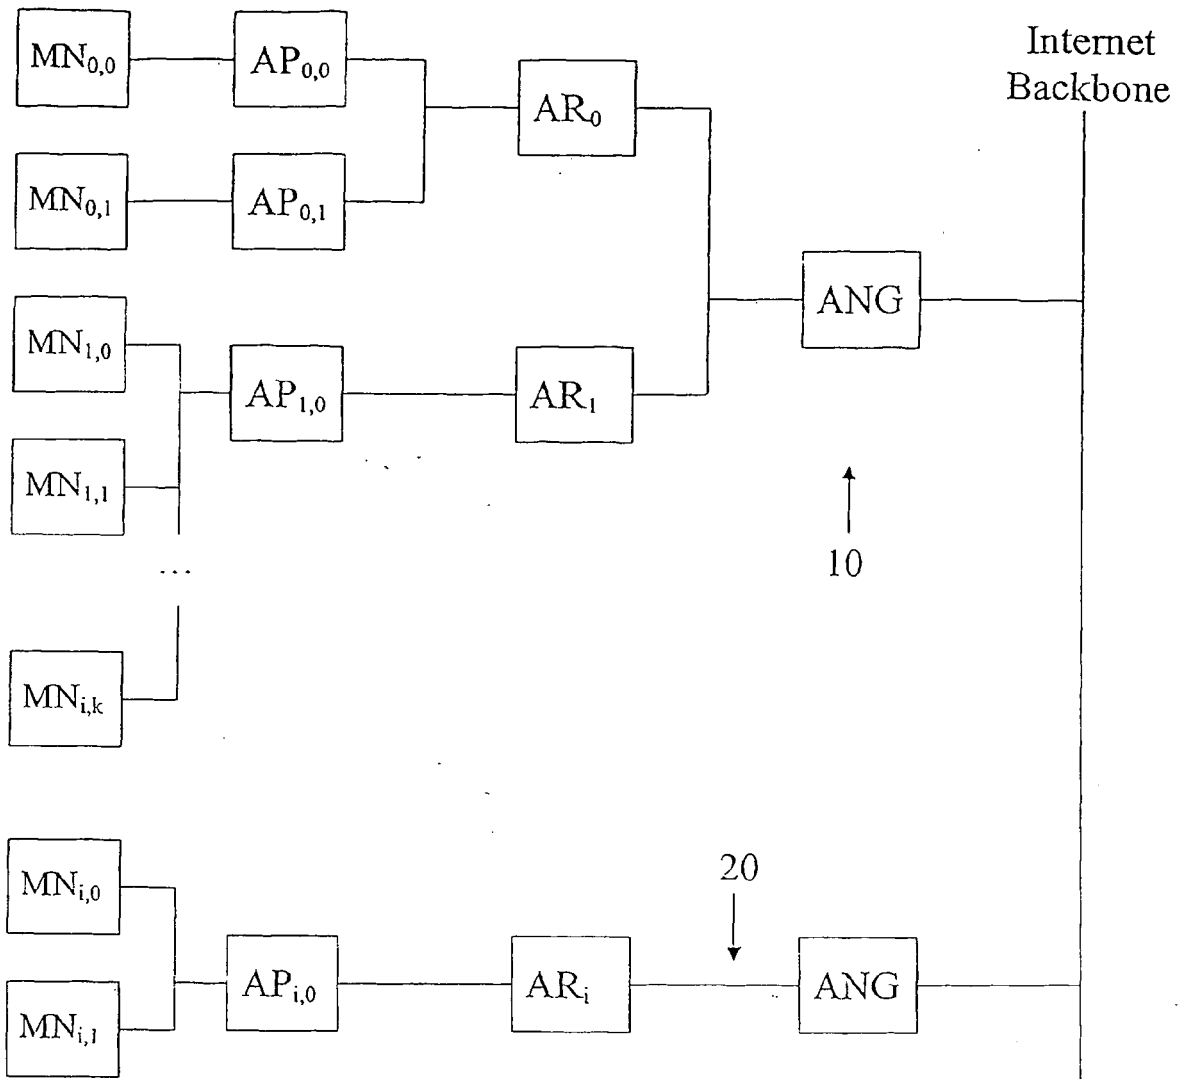 Internet
Backbone
MN0,0
AP0,0
AR0
MN0,1
AP0,1
ANG
MN1,0
AP1,0
AR1
MN1,1
10
...
MNi,k
20
MNi,0
APi,0
ARi
ANG
MNi,1